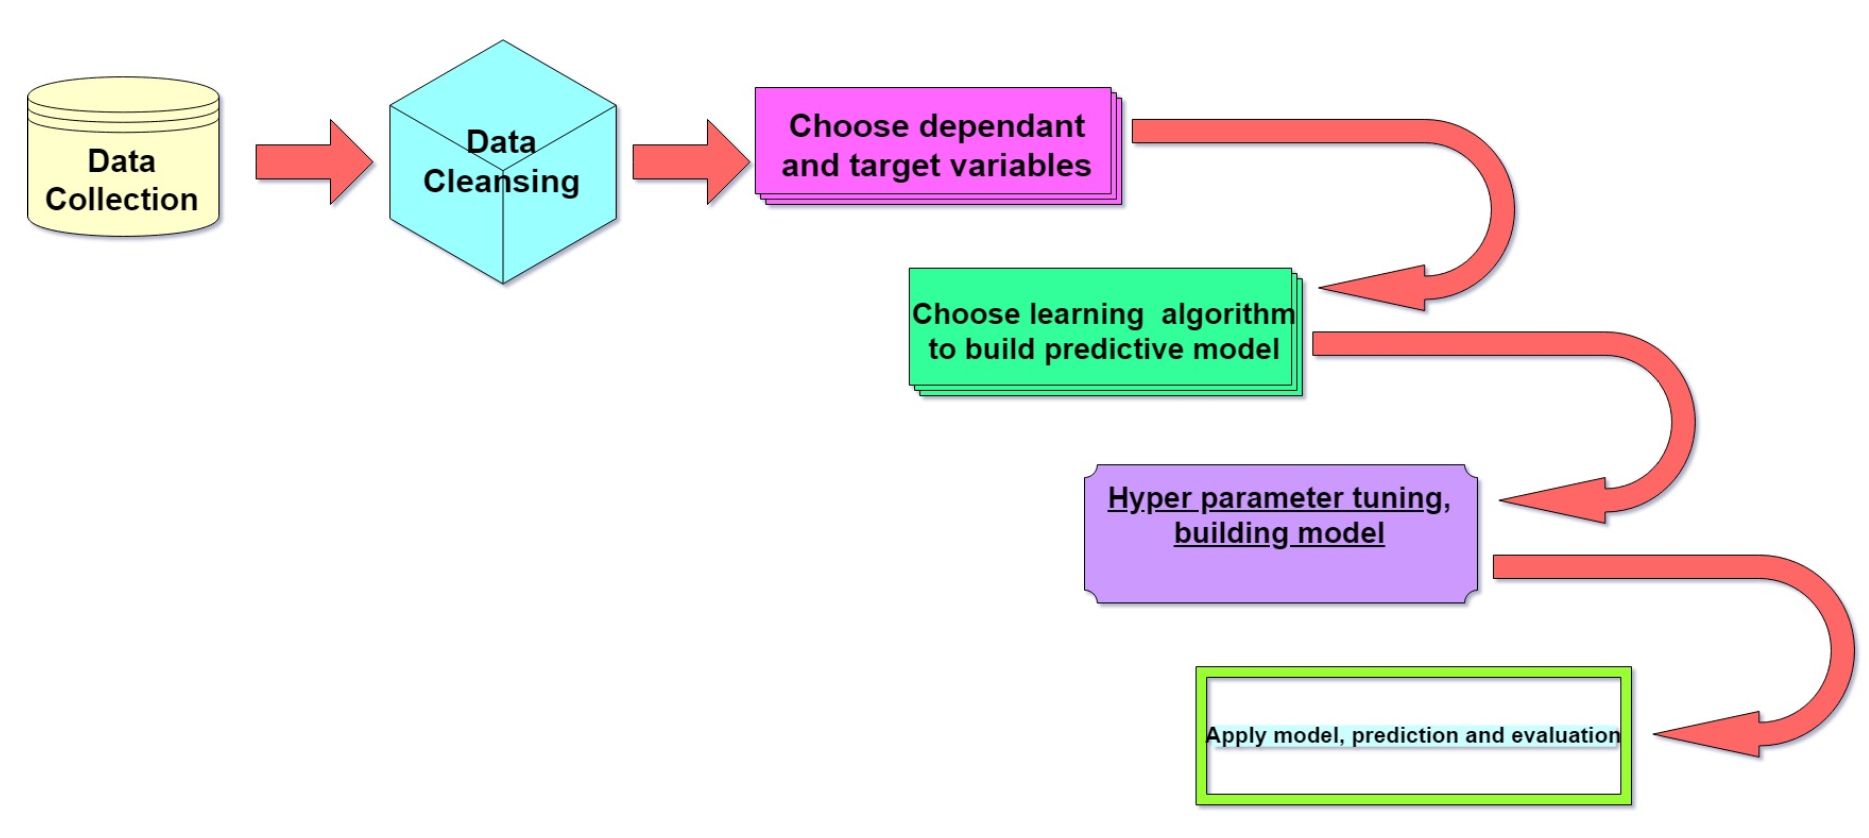 Data
Collection
Data
Cleansing
Choose dependant
and target variables
Choose learning  algorithm
to build predictive model
Hyper parameter tuning,
building model
Apply model, prediction and evaluation